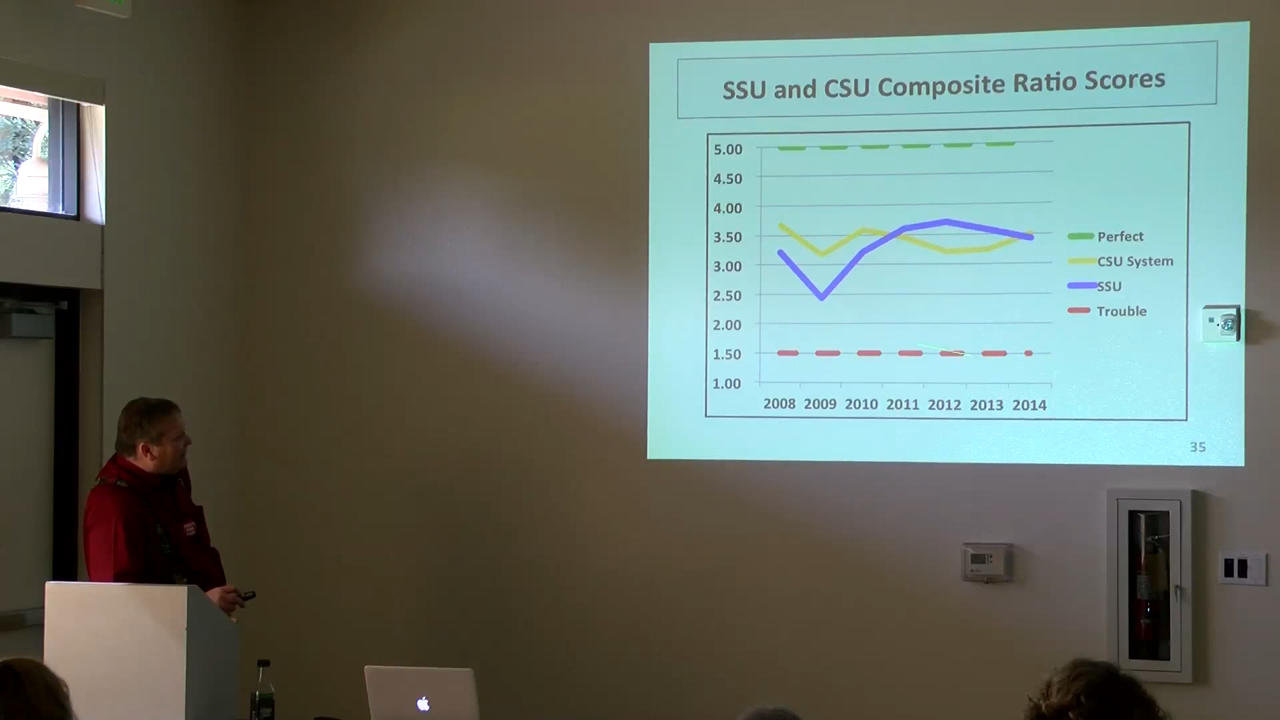 SSU and CSU Composite Ratio Scores
5.00
4.50
4.00
3.50
3.00
2.50
2.00
1.50
1.00
2008 2009 2010 2011 2012 2013 2014
Perfect
CSU System
SSU
Trouble
35